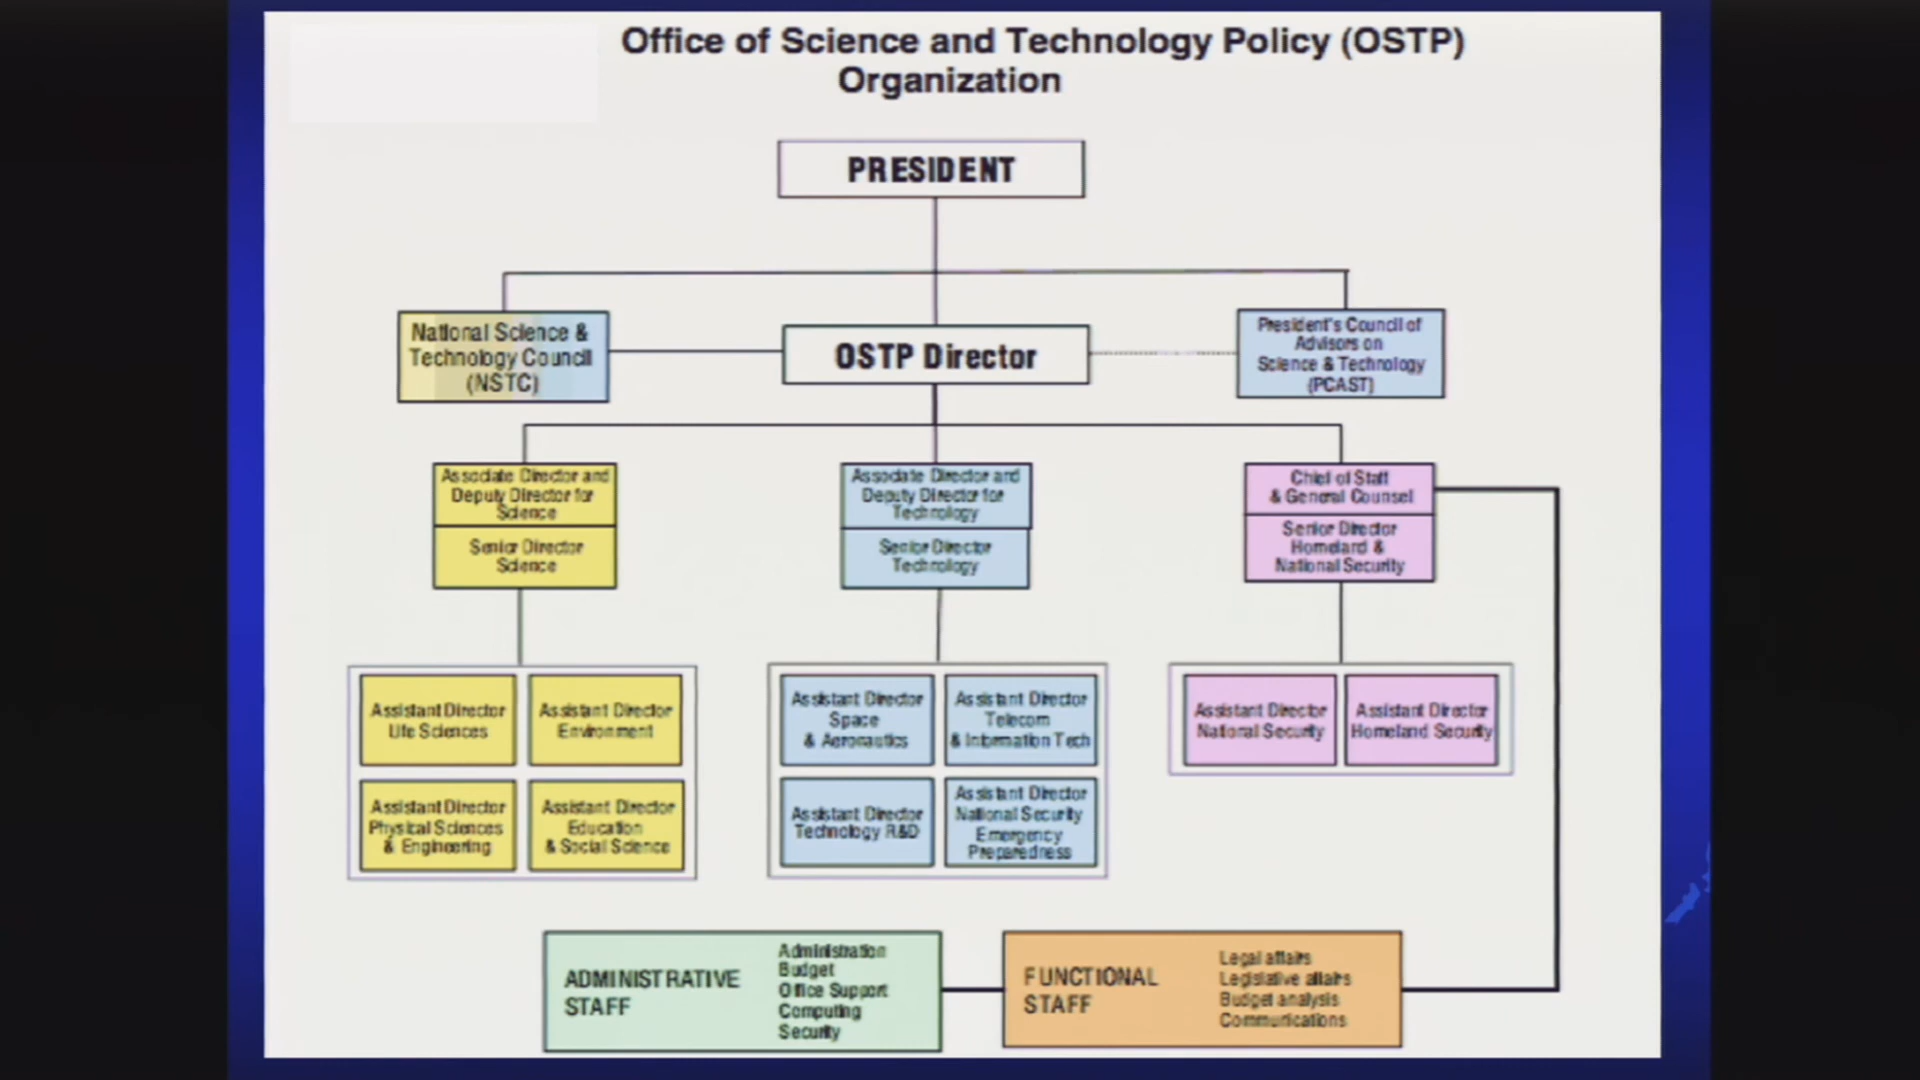 Office of Science and Technology Policy (OSTP)
Organization
PRESIDENT
National Science &
Technology Council
(NSTC)
OSTP Director
President's Council of
Advisors on
Science & Technology
(PCAST)
Associate Director and
Deputy Director for
Science
Senior Director
Science
Associate Director and
Deputy Director for
Technology
Senior Director
Technology
Chief of Staff
& General Counsel
Senior Director
Homeland &
National Security
Assistant Director
Life Sciences
Assistant Director
Environment
Assistant Director
Physical Sciences
& Engineering
Assistant Director
Education
& Social Science
Assistant Director
Space
& Aeronautics
Assistant Director
Telecom
& Information Tech
Assistant Director
Technology R&D
Assistant Director
National Security
Emergency
Preparedness
Assistant Director
National Security
Assistant Director
Homeland Security
ADMINISTRATIVE
STAFF
Administration
Budget
Office Support
Computing
Security
FUNCTIONAL
STAFF
Legal affairs
Legislative affairs
Budget analysis
Communications